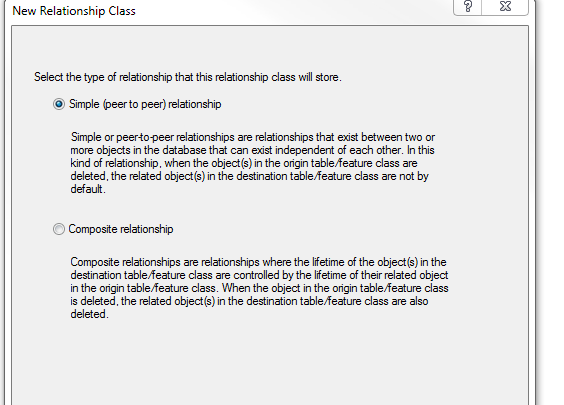 New Relationship Class
?
Select the type of relationship that this relationship class will store.
Simple (peer to peer) relationship
Simple or peer-to-peer relationships are relationships that exist between two or
more objects in the database that can exist independent of each other. In this
kind of relationship, when the object(s) in the origin table/feature class are
deleted, the related object(s) in the destination table/feature class are not by
default.
Composite relationship
Composite relationships are relationships where the lifetime of the object(s) in the
destination table/feature class are controlled by the lifetime of their related object
in the origin table/feature class. When the object in the origin table/feature class
is deleted, the related object(s) in the destination table/feature class are also
deleted.